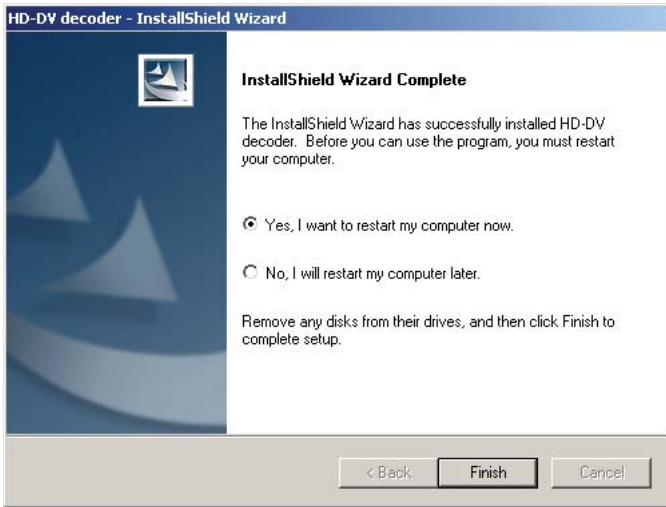 HD-DV decoder - InstallShield Wizard
InstallShield Wizard Complete
The InstallShield Wizard has successfully installed HD-DV
decoder. Before you can use the program, you must restart
your computer.
Yes, I want to restart my computer now.
No, I will restart my computer later.
Remove any disks from their drives, and then click Finish to
complete setup.
< Back Finish Cancel